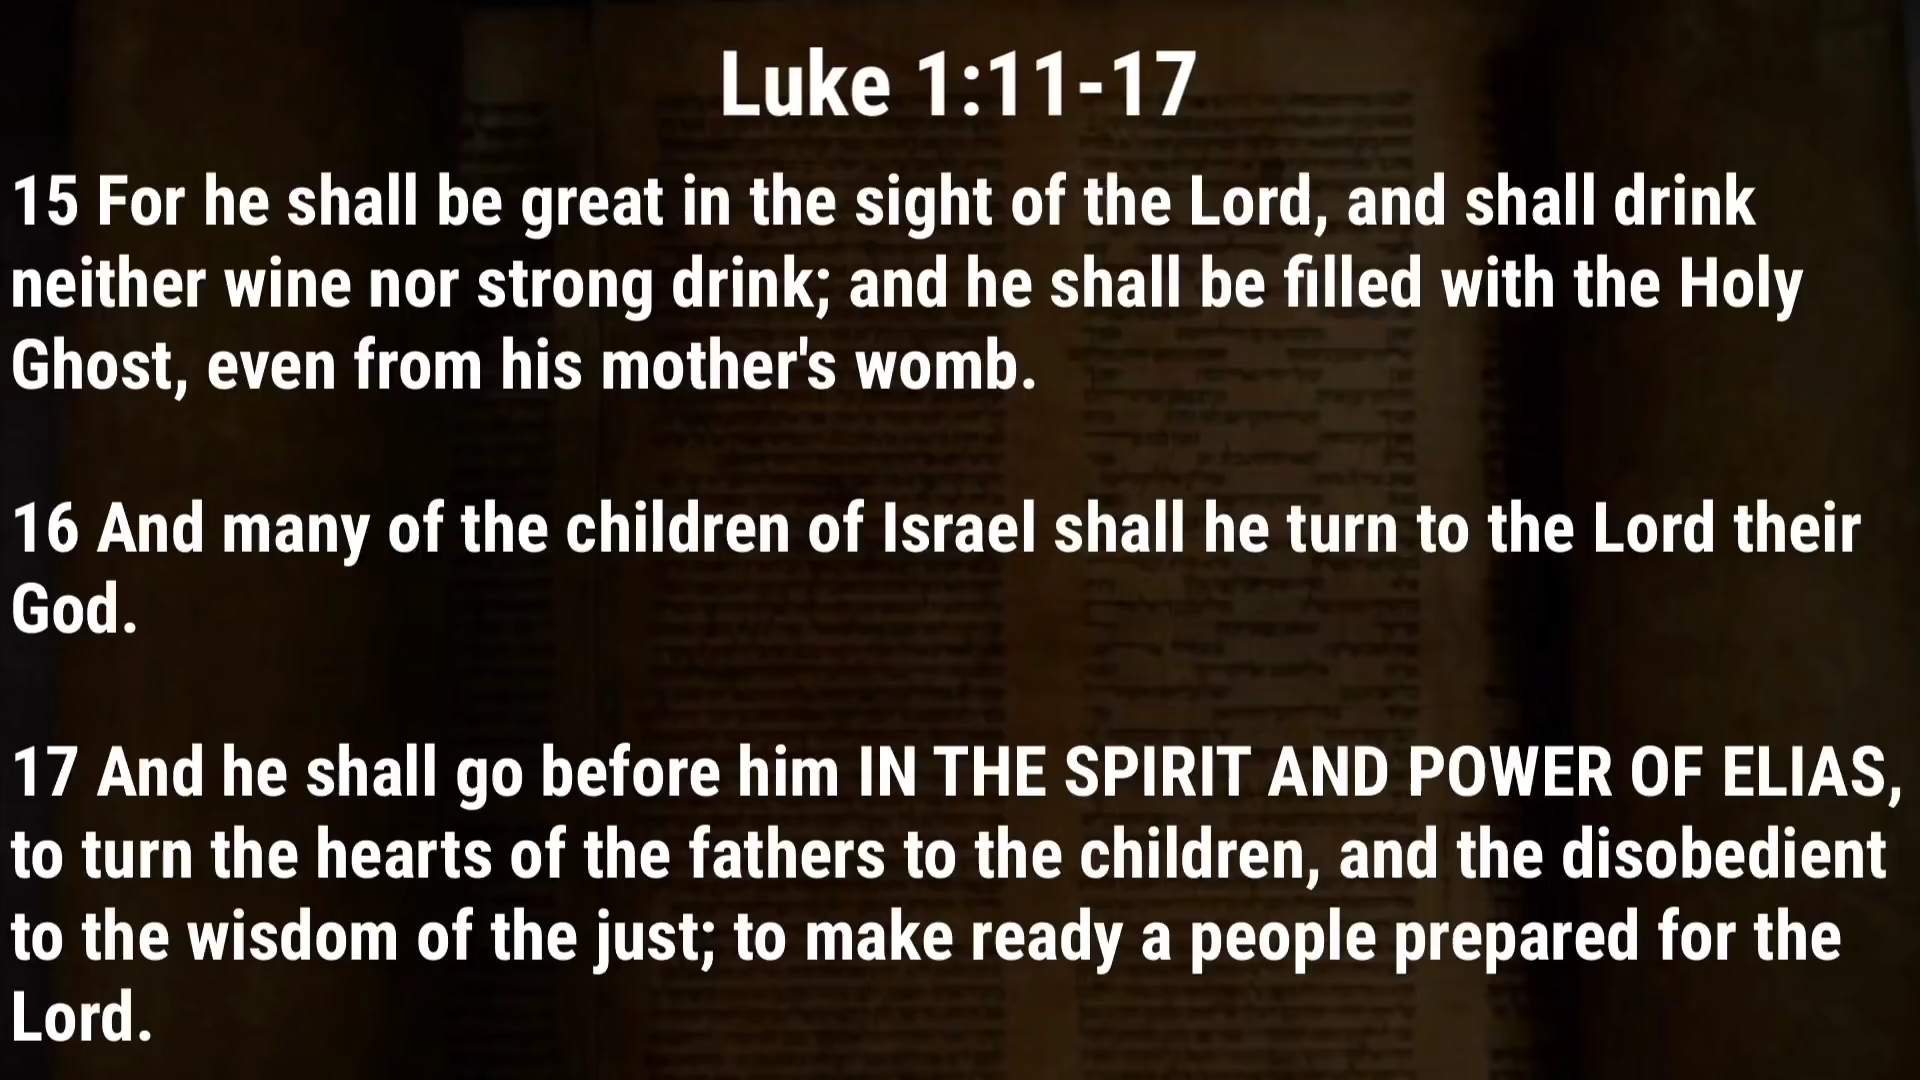 Luke 1:11-17
15 For he shall be great in the sight of the Lord, and shall drink
neither wine nor strong drink; and he shall be filled with the Holy
Ghost, even from his mother's womb.
16 And many of the children of Israel shall he turn to the Lord their
God.
17 And he shall go before him IN THE SPIRIT AND POWER OF ELIAS,
to turn the hearts of the fathers to the children, and the disobedient
to the wisdom of the just; to make ready a people prepared for the
Lord.